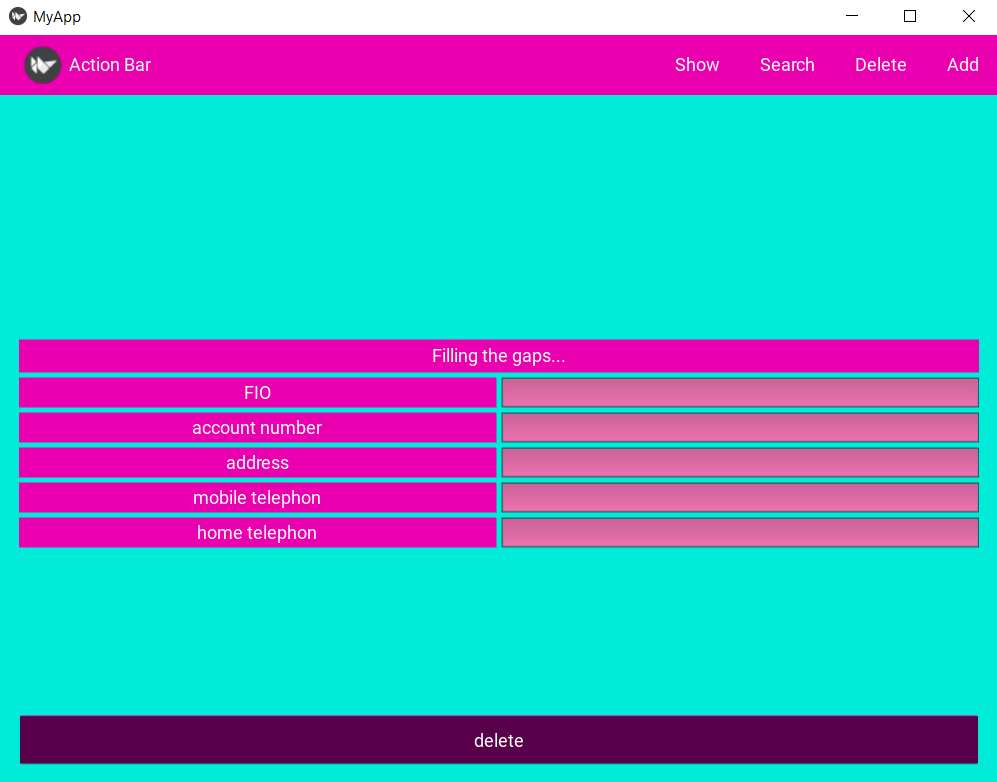 MyApp
Action Bar Show Search Delete Add
Filling the gaps...
FIO
account number
address
mobile telephon
home telephon
delete